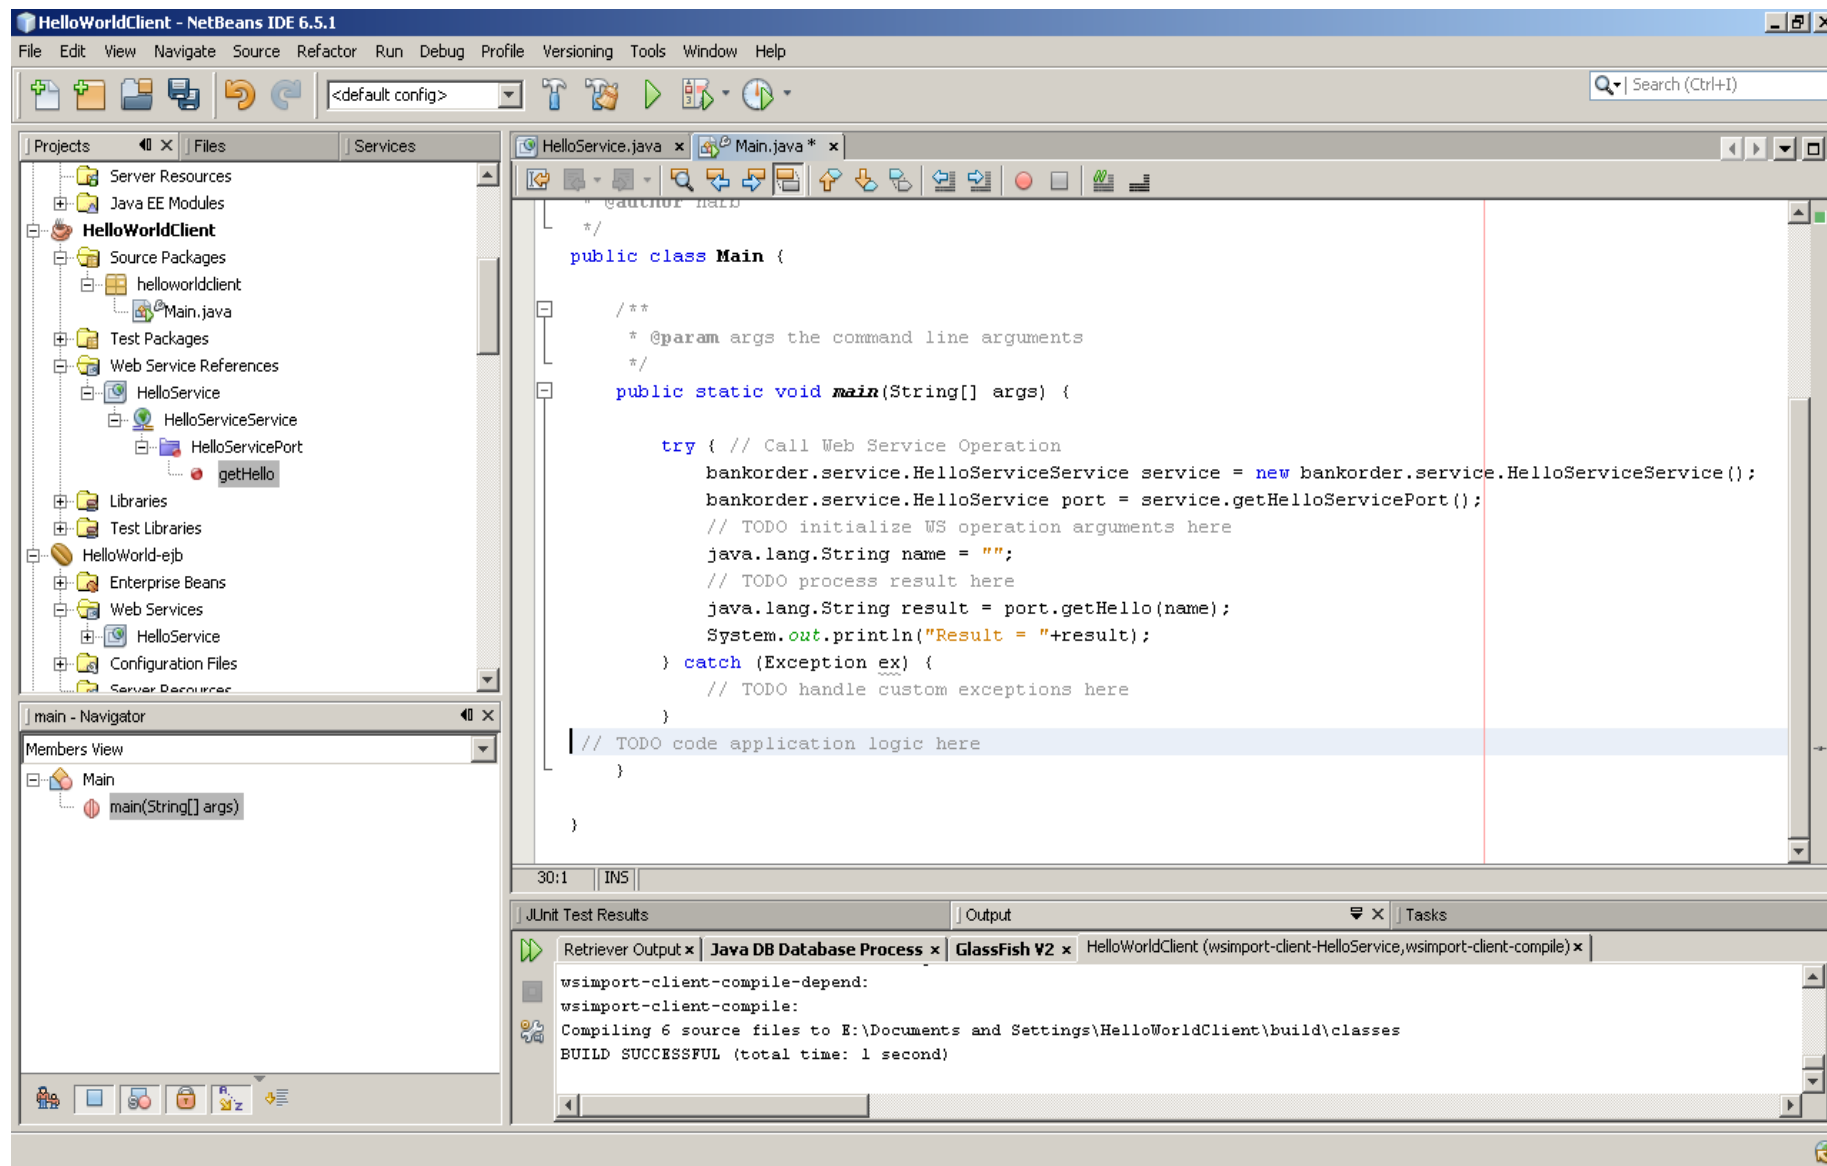 HelloWorldClient - NetBeans IDE 6.5.1
File Edit View Navigate Source Refactor Run Debug Profile Versioning Tools Window Help
<default config>
Search (Ctrl+I)
Projects Files Services
Server Resources
Java EE Modules
HelloWorldClient
Source Packages
helloworldclient
Main.java
Test Packages
Web Service References
HelloService
HelloServiceService
HelloServicePort
getHello
Libraries
Test Libraries
HelloWorld-ejb
Enterprise Beans
Web Services
HelloService
Configuration Files
Server Resources
main - Navigator
Members View
Main
main(String[] args)
HelloService.java Main.java *
* @author harb
*/
public class Main {
/**
* @param args the command line arguments
*/
public static void main(String[] args) {
try { // Call Web Service Operation
bankorder.service.HelloServiceService service = new bankorder.service.HelloServiceService();
bankorder.service.HelloService port = service.getHelloServicePort();
// TODO initialize WS operation arguments here
java.lang.String name = "";
// TODO process result here
java.lang.String result = port.getHello(name);
System.out.println("Result = "+result);
} catch (Exception ex) {
// TODO handle custom exceptions here
}
// TODO code application logic here
}
}
30:1 INS
JUnit Test Results Output Tasks
Retriever Output Java DB Database Process GlassFish V2 HelloWorldClient (wsimport-client-HelloService,wsimport-client-compile)
wsimport-client-compile-depend:
wsimport-client-compile:
Compiling 6 source files to E:\Documents and Settings\HelloWorldClient\build\classes
BUILD SUCCESSFUL (total time: 1 second)